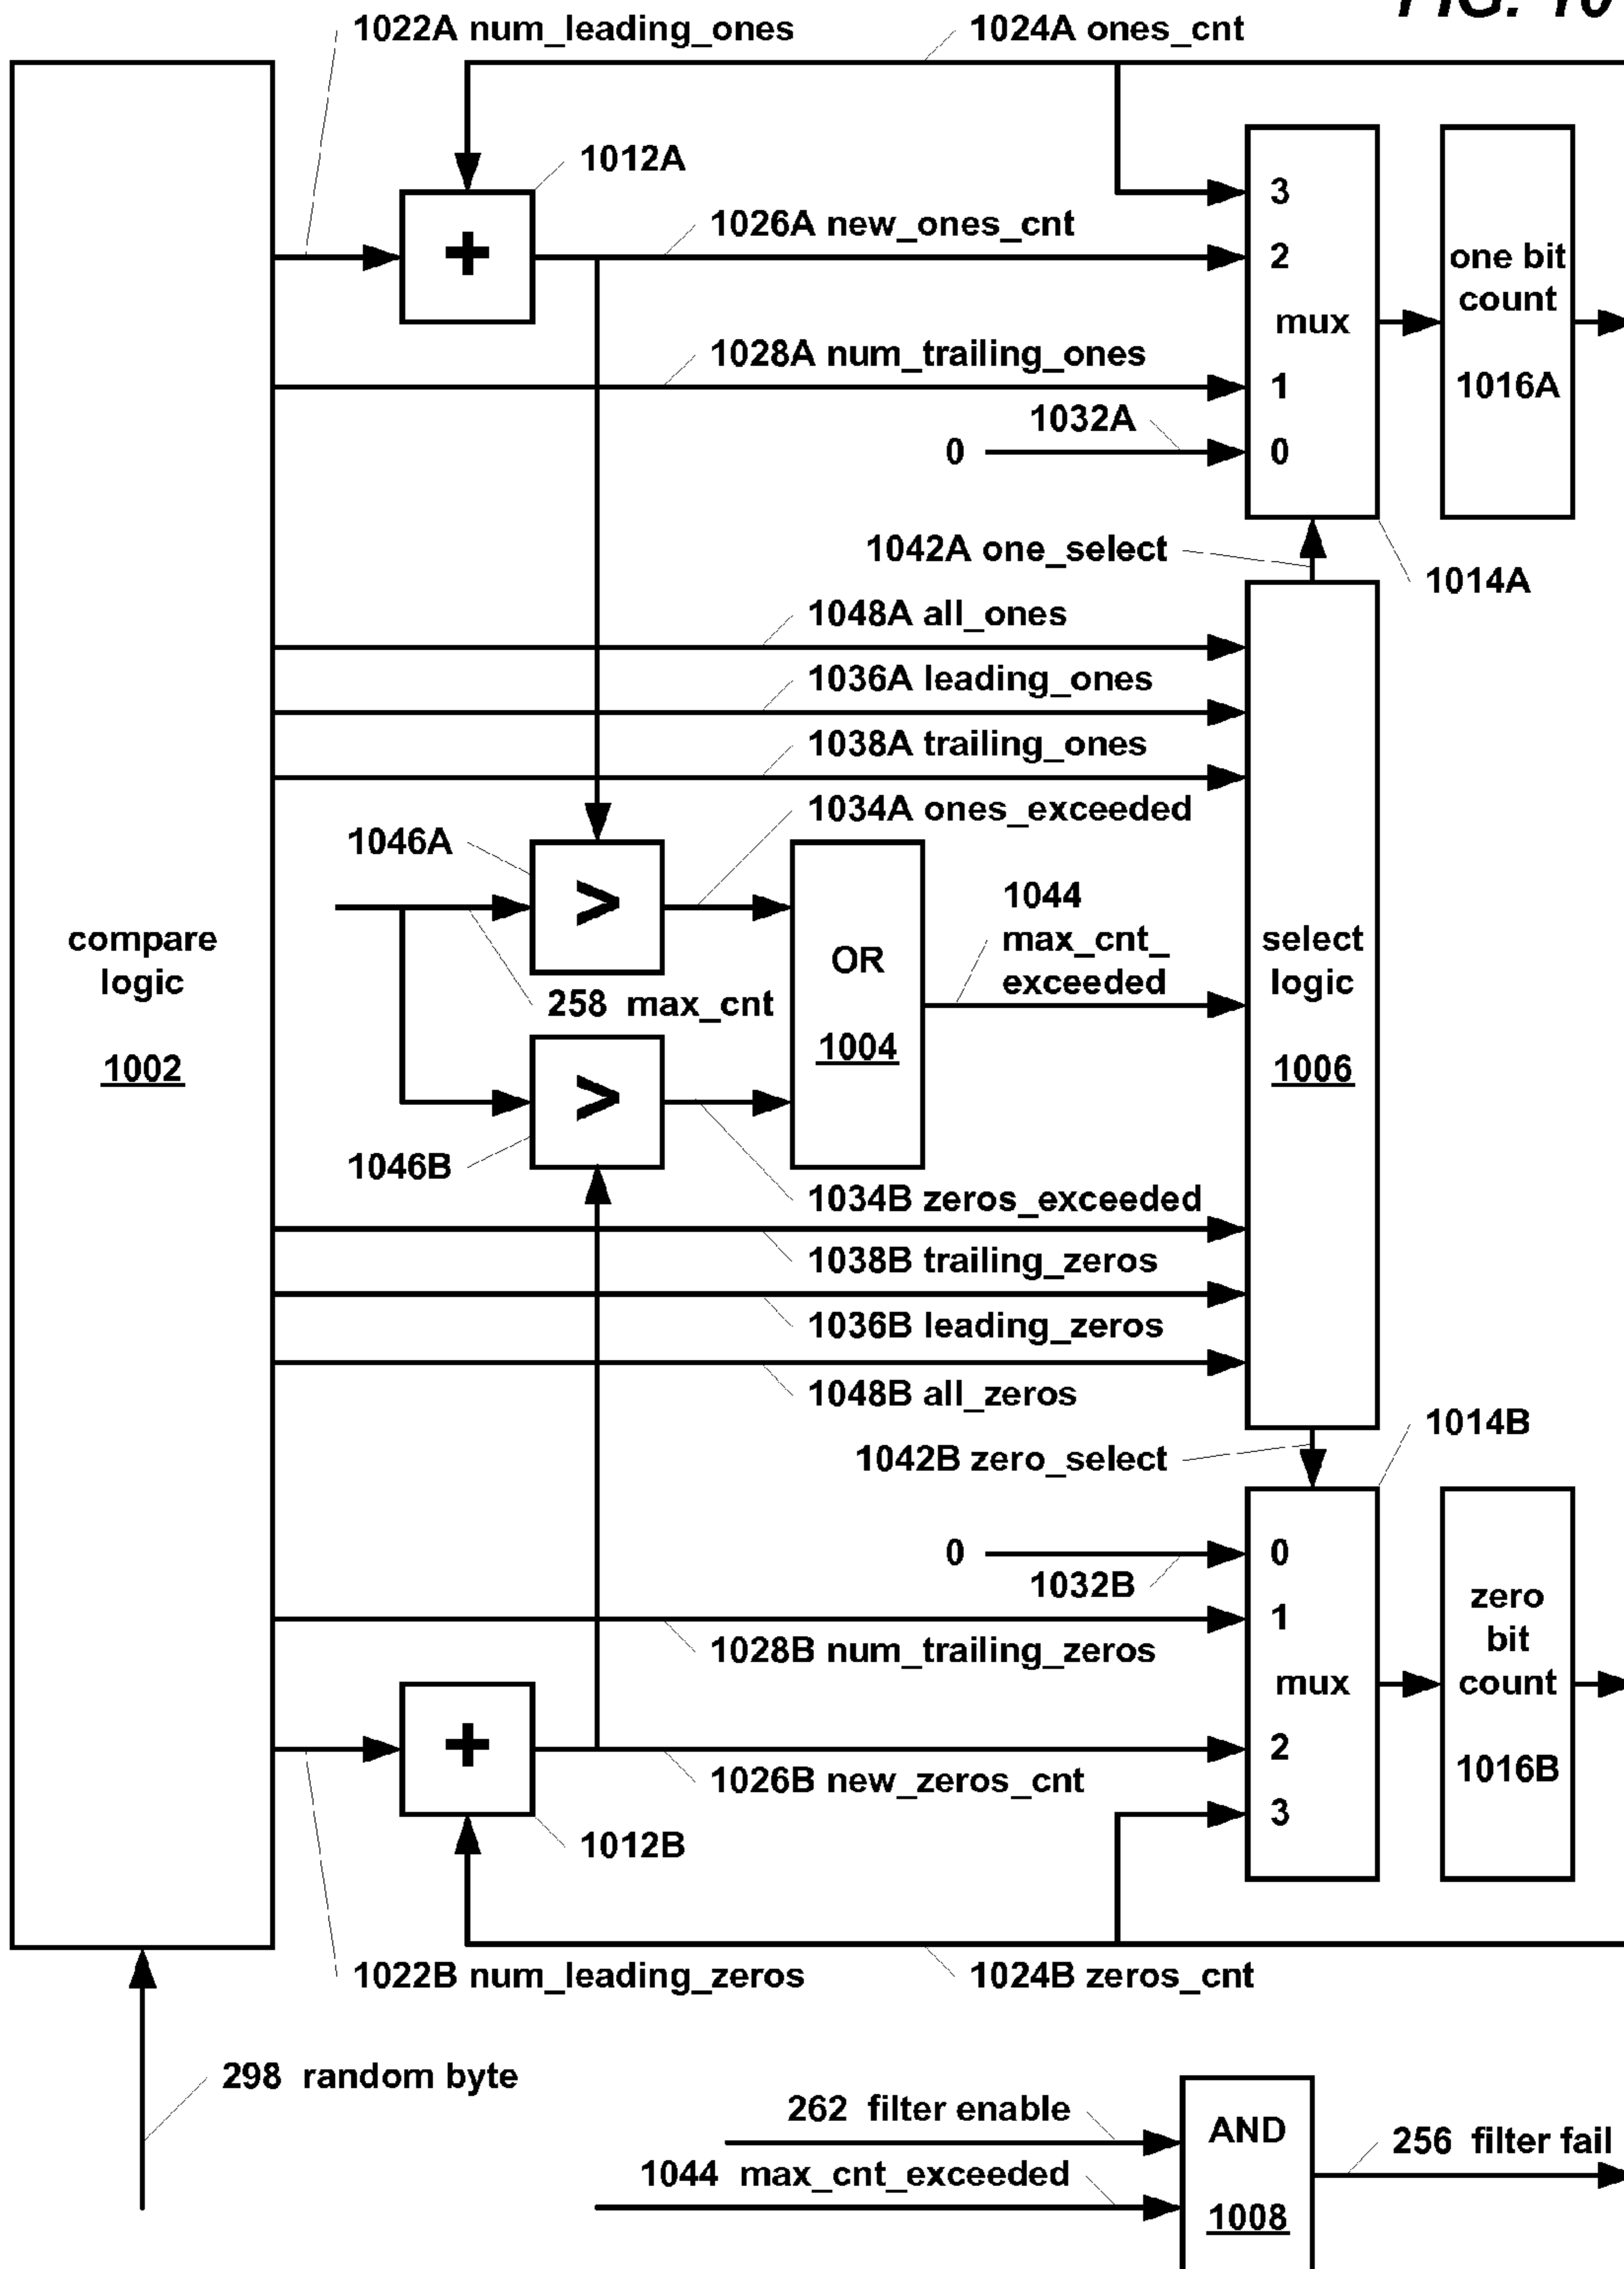 FIG. 10
1022A num_leading_ones
1024A ones_cnt
1012A
+
3
1026A new_ones_cnt
2
one bit
count
mux
1028A num_trailing_ones
1
1016A
1032A
0
0
1042A one_select
1014A
1048A all_ones
1036A leading_ones
1038A trailing_ones
1034A ones_exceeded
1046A
>
1044
max_cnt_
exceeded
compare
logic
1002
OR
1004
select
logic
1006
258 max_cnt
>
1046B
1034B zeros_exceeded
1038B trailing_zeros
1036B leading_zeros
1048B all_zeros
1014B
1042B zero_select
0
0
1032B
1
zero
bit
count
1028B num_trailing_zeros
mux
+
2
1016B
1026B new_zeros_cnt
3
1012B
1022B num_leading_zeros
1024B zeros_cnt
298 random byte
262 filter enable
AND
256 filter fail
1044 max_cnt_exceeded
1008